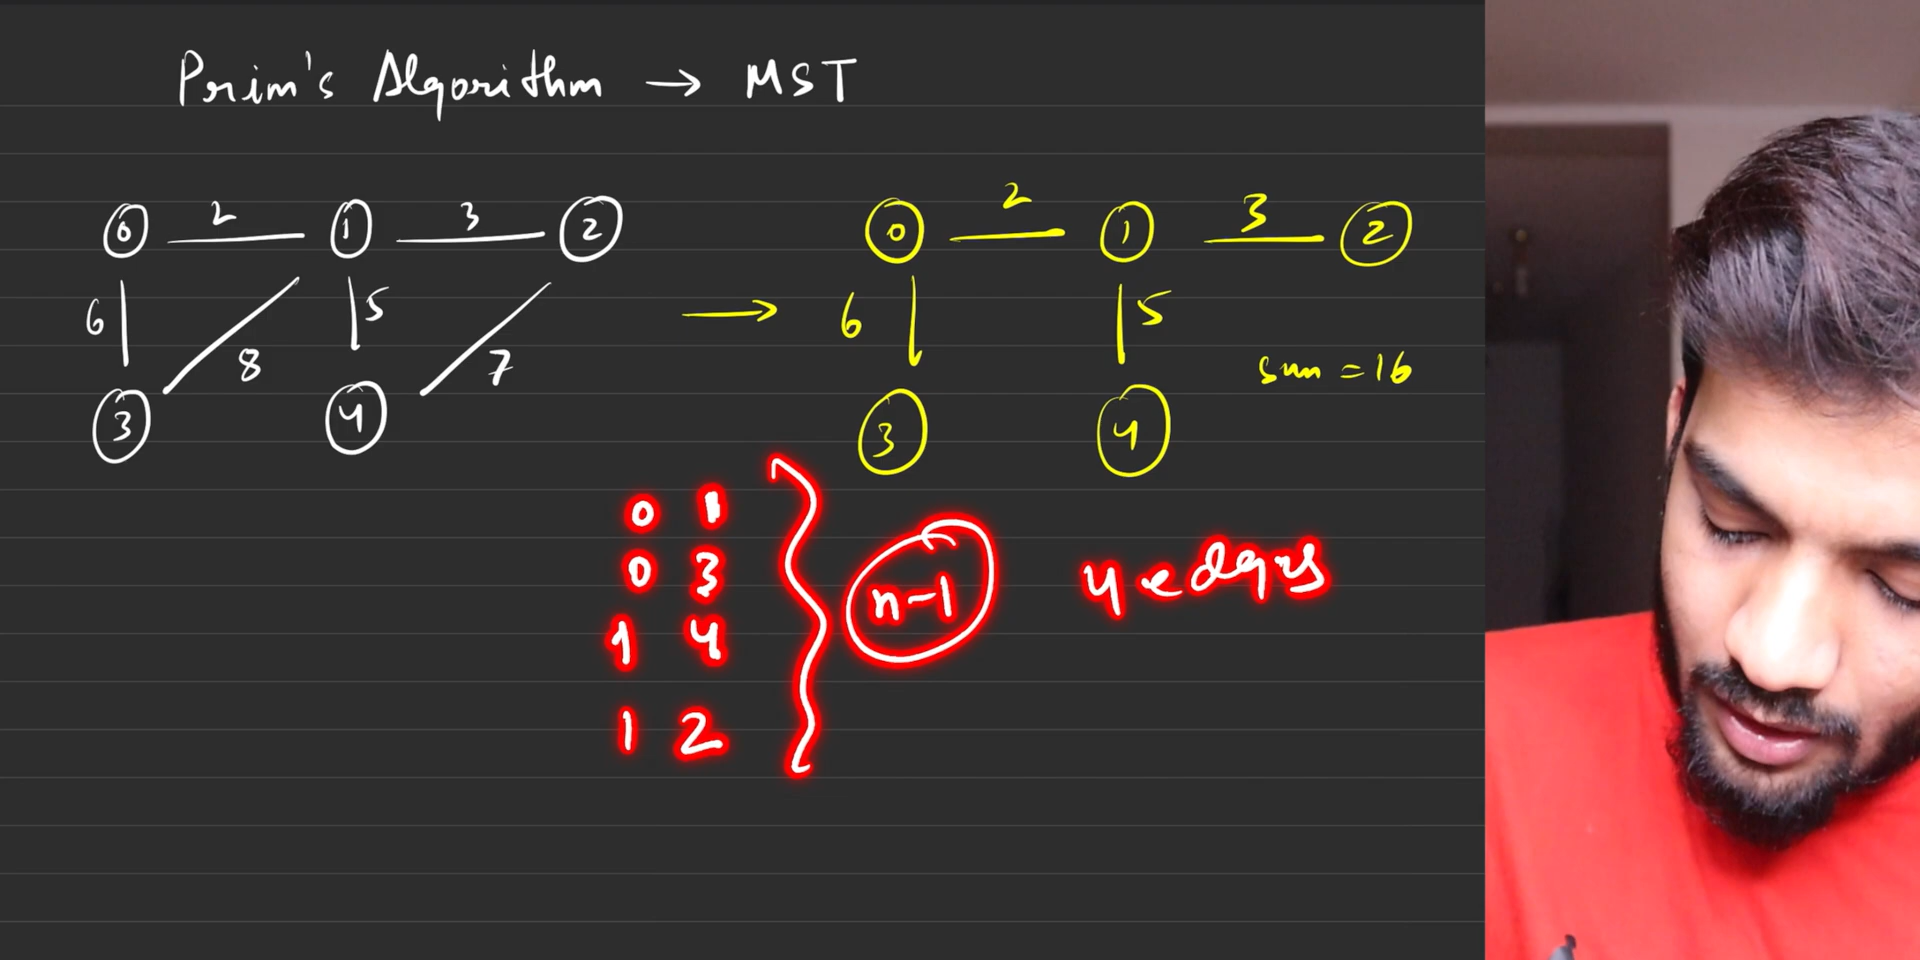 Prim's Algorithm → MST
0 2 1 3 2
6 8 5 7
3 4
→
0 2 1 3 2
6 5
3 4
sum = 16
0 1
0 3
1 4
1 2
n-1
4 edges